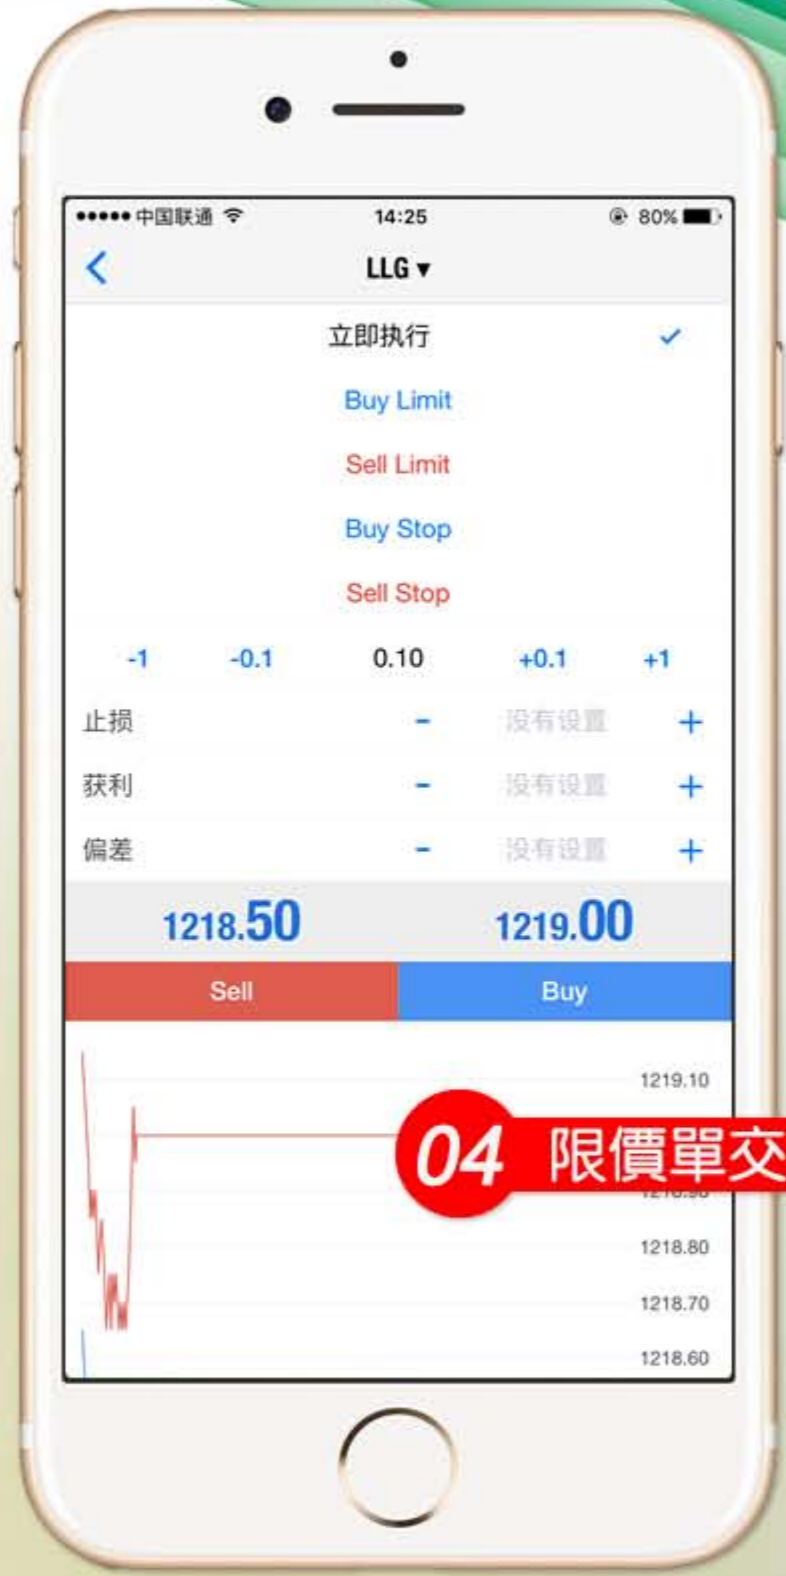 中国联通 14:25 80%
LLG ▾
立即执行 ✓
Buy Limit
Sell Limit
Buy Stop
Sell Stop
-1 -0.1 0.10 +0.1 +1
止损 - 没有设置 +
获利 - 没有设置 +
偏差 - 没有设置 +
1218.50 1219.00
Sell Buy
1219.10
04 限價單交
1218.80
1218.70
1218.60